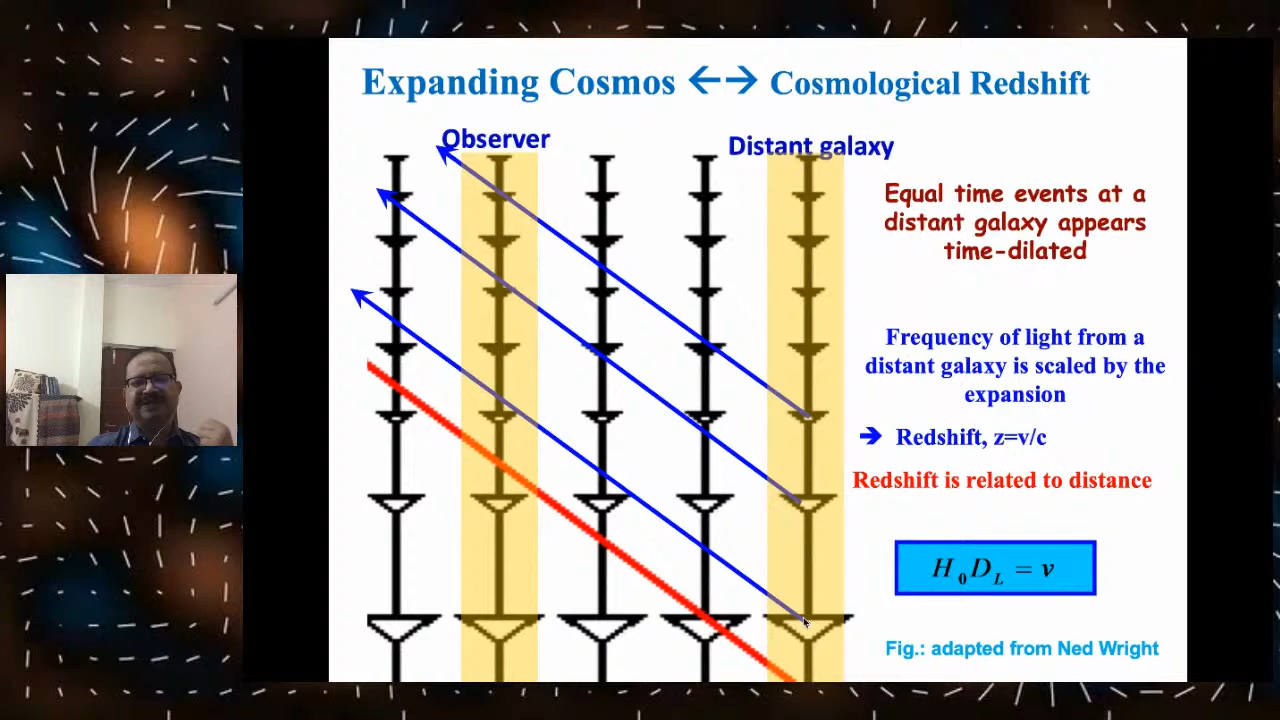 Expanding Cosmos ←→ Cosmological Redshift
Observer
Distant galaxy
Equal time events at a
distant galaxy appears
time-dilated
Frequency of light from a
distant galaxy is scaled by the
expansion
➔ Redshift, z=v/c
Redshift is related to distance
H₀D_L = v
Fig.: adapted from Ned Wright